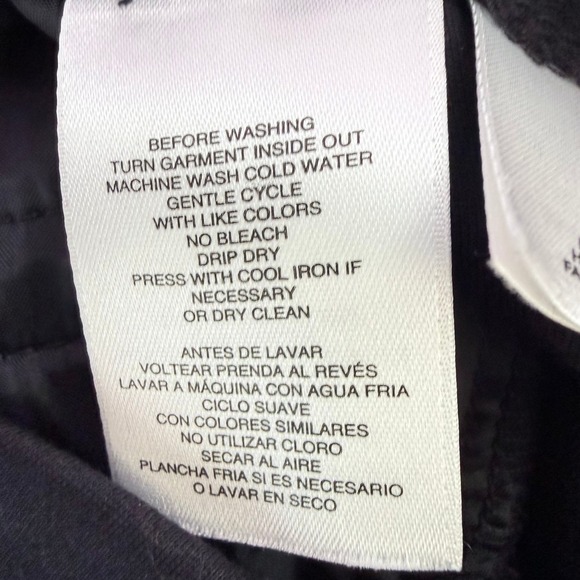 BEFORE WASHING
TURN GARMENT INSIDE OUT
MACHINE WASH COLD WATER
GENTLE CYCLE
WITH LIKE COLORS
NO BLEACH
DRIP DRY
PRESS WITH COOL IRON IF
NECESSARY
OR DRY CLEAN
ANTES DE LAVAR
VOLTEAR PRENDA AL REVÉS
LAVAR A MÁQUINA CON AGUA FRIA
CICLO SUAVE
CON COLORES SIMILARES
NO UTILIZAR CLORO
SECAR AL AIRE
PLANCHA FRIA SI ES NECESARIO
O LAVAR EN SECO